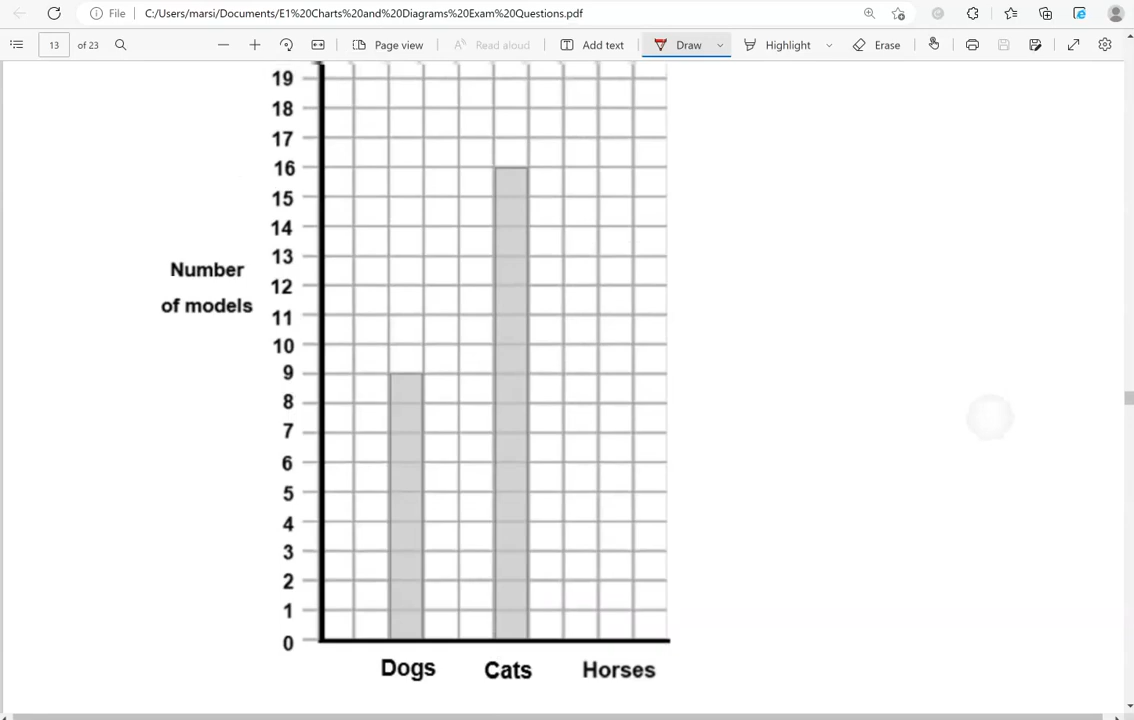 File
C:/Users/marsi/Documents/E1%20Charts%20and%20Diagrams%20Exam%20Questions.pdf
13 of 23
Page view
Read aloud
Add text
Draw
Highlight
Erase
19
18
17
16
15
14
13
12
11
10
9
8
7
6
5
4
3
2
1
0
Number
of models
Dogs Cats Horses